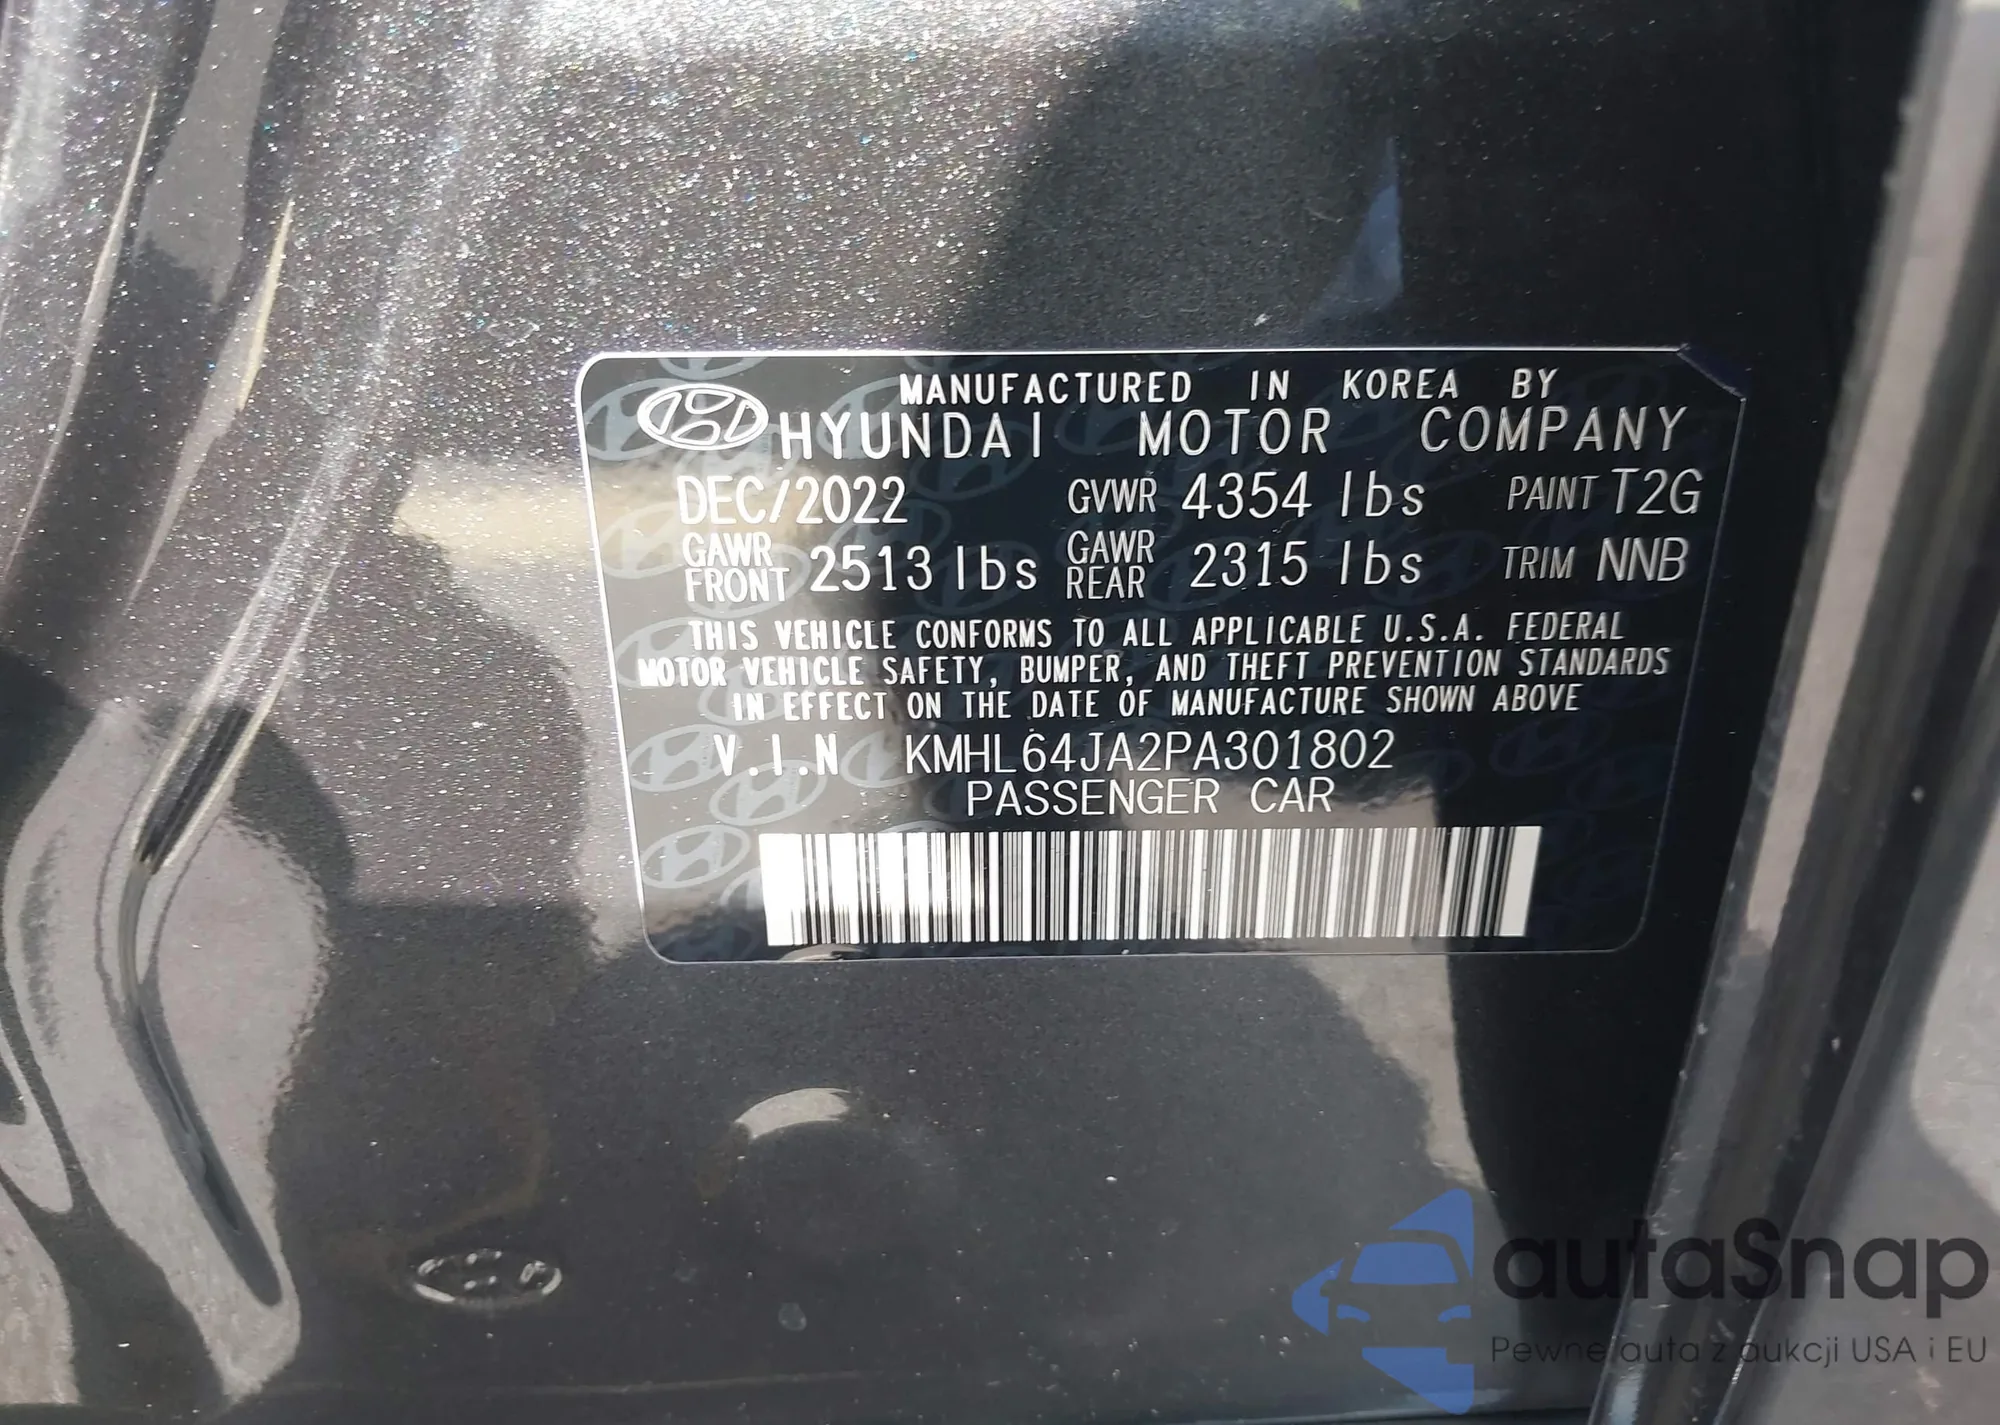 MANUFACTURED IN KOREA BY
HYUNDAI MOTOR COMPANY
DEC/2022 GVWR 4354 lbs PAINT T2G
GAWR FRONT 2513 lbs GAWR REAR 2315 lbs TRIM NNB
THIS VEHICLE CONFORMS TO ALL APPLICABLE U.S.A. FEDERAL
MOTOR VEHICLE SAFETY, BUMPER, AND THEFT PREVENTION STANDARDS
IN EFFECT ON THE DATE OF MANUFACTURE SHOWN ABOVE
V.I.N KMHL64JA2PA301802
PASSENGER CAR
autaSnap
Pewne auta z aukcji USA i EU